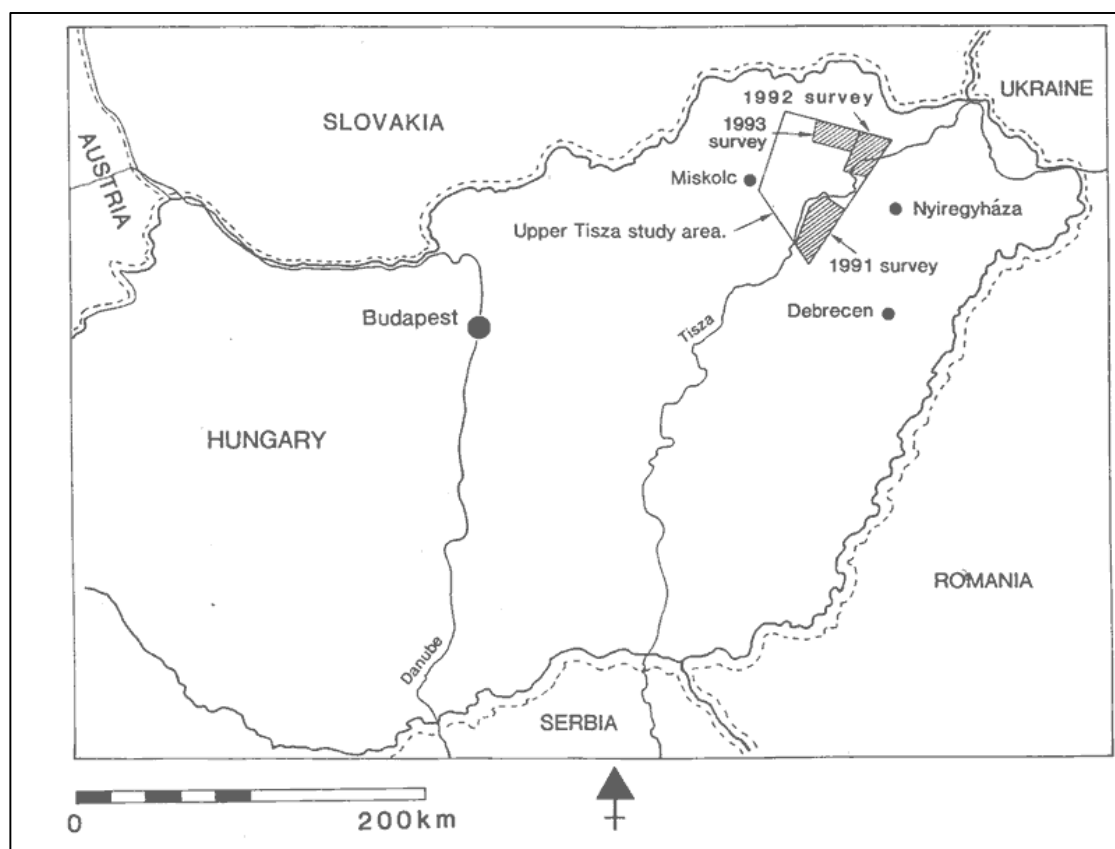 SLOVAKIA
UKRAINE
AUSTRIA
1992 survey
1993
survey
Miskolc
Nyiregyháza
Upper Tisza study area.
1991 survey
Budapest
Debrecen
Tisza
HUNGARY
ROMANIA
Danube
SERBIA
0
200km